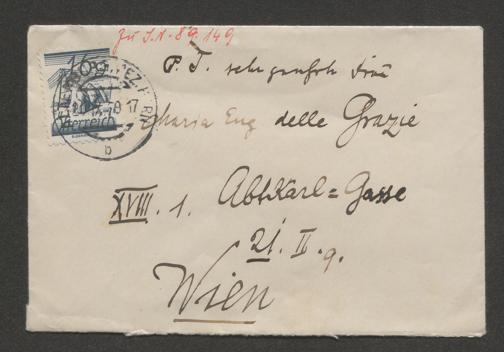 zu I.N. 89.149
16
Österreich
b
P. T. sehr geehrte Frau
Maria Eug delle Grazie
XVIII. 1. Abt Karl = Gasse
21. II. 9.
Wien